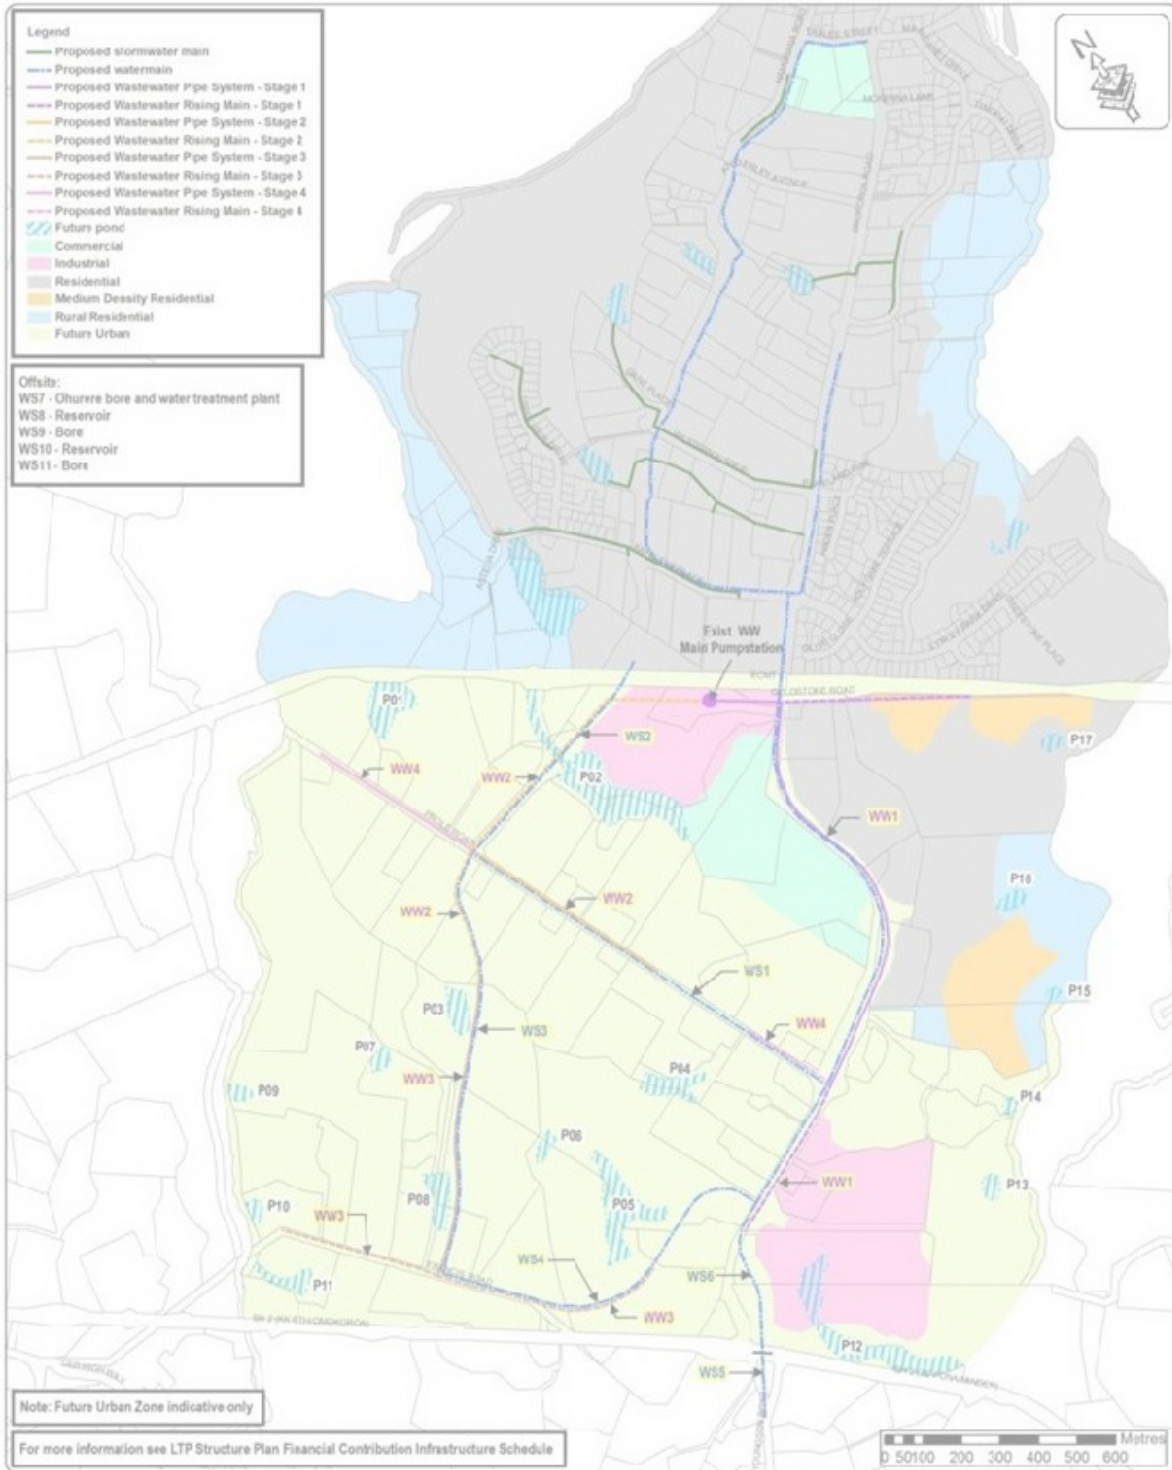 Legend
Proposed stormwater main
Proposed watermain
Proposed Wastewater Pipe System - Stage 1
Proposed Wastewater Rising Main - Stage 1
Proposed Wastewater Pipe System - Stage 2
Proposed Wastewater Rising Main - Stage 2
Proposed Wastewater Pipe System - Stage 3
Proposed Wastewater Rising Main - Stage 3
Proposed Wastewater Pipe System - Stage 4
Proposed Wastewater Rising Main - Stage 4
Future pond
Commercial
Industrial
Residential
Medium Density Residential
Rural Residential
Future Urban
Offsite:
WS7 - Ohurere bore and water treatment plant
WS8 - Reservoir
WS9 - Bore
WS10 - Reservoir
WS11 - Bore
N
Exist WW
Main Pumpstation
P01
WS2
P17
WW4
WW2
P02
WW1
P16
WW2
WW2
WS1
P15
P03
WS3
WW4
P07
WW3
P04
P09
P14
P06
WW1
P13
P10
P08
P05
WW3
WS4
WS6
P11
WW3
P12
WS5
Note: Future Urban Zone indicative only
For more information see LTP Structure Plan Financial Contribution Infrastructure Schedule
Metres
0 50 100 200 300 400 500 600